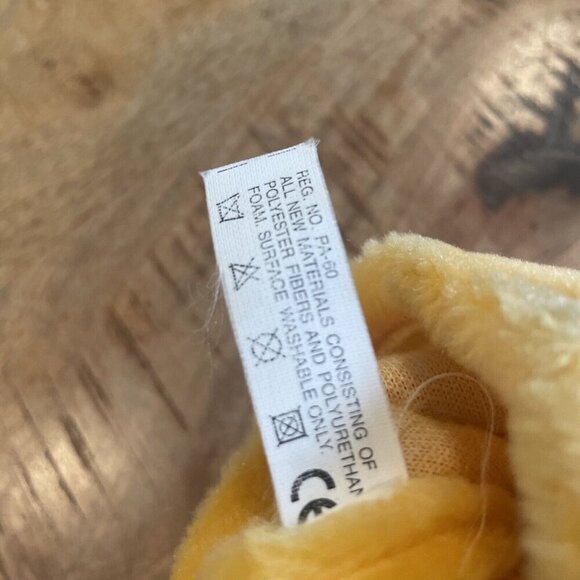 REG. NO. PA-60
ALL NEW MATERIALS CONSISTING OF
POLYESTER FIBERS AND POLYURETHAN
FOAM. SURFACE WASHABLE ONLY.
CE